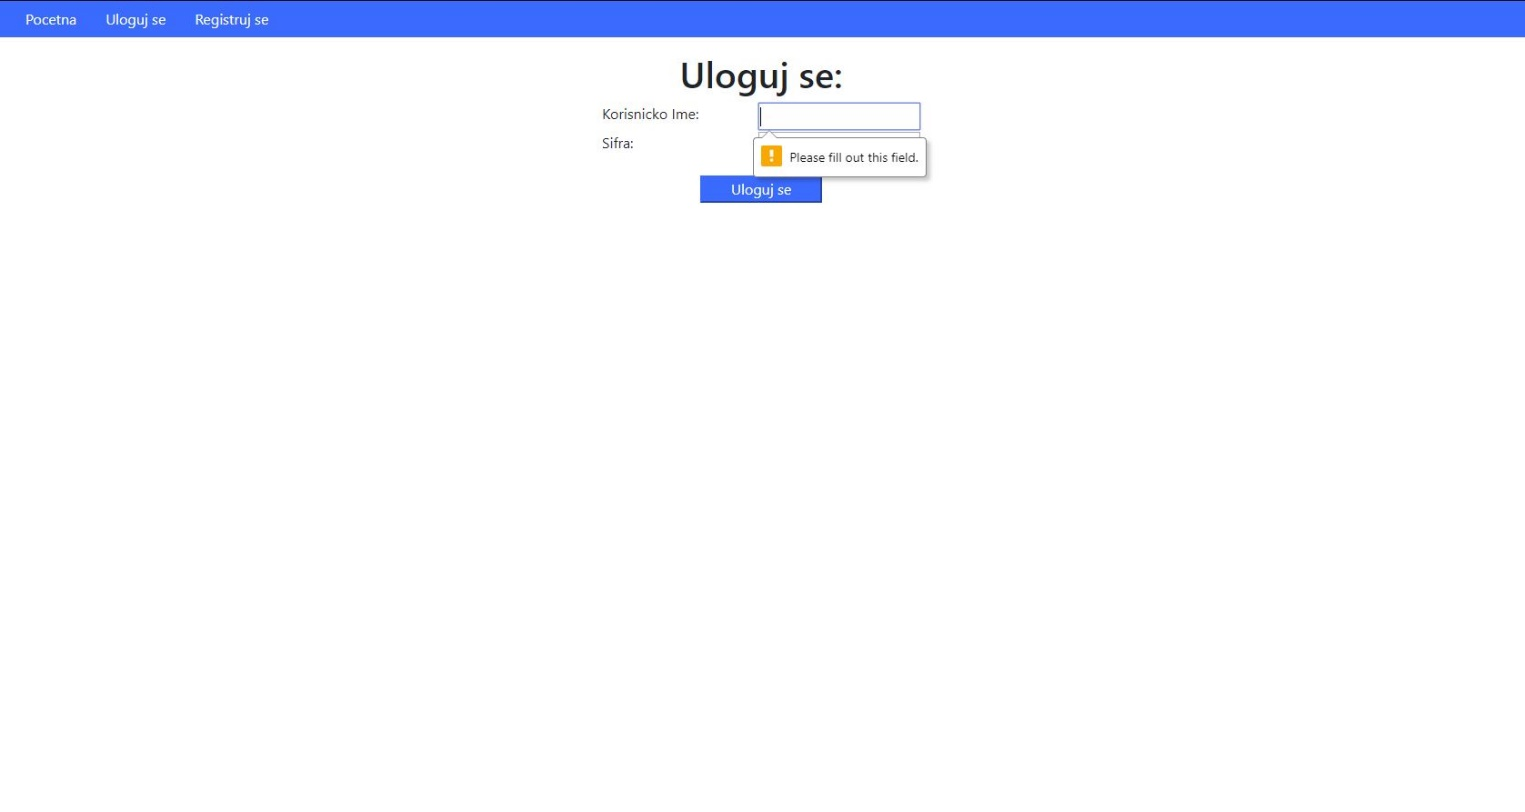 Pocetna Uloguj se Registruj se
Uloguj se:
Korisnicko Ime:
Sifra:
Please fill out this field.
Uloguj se